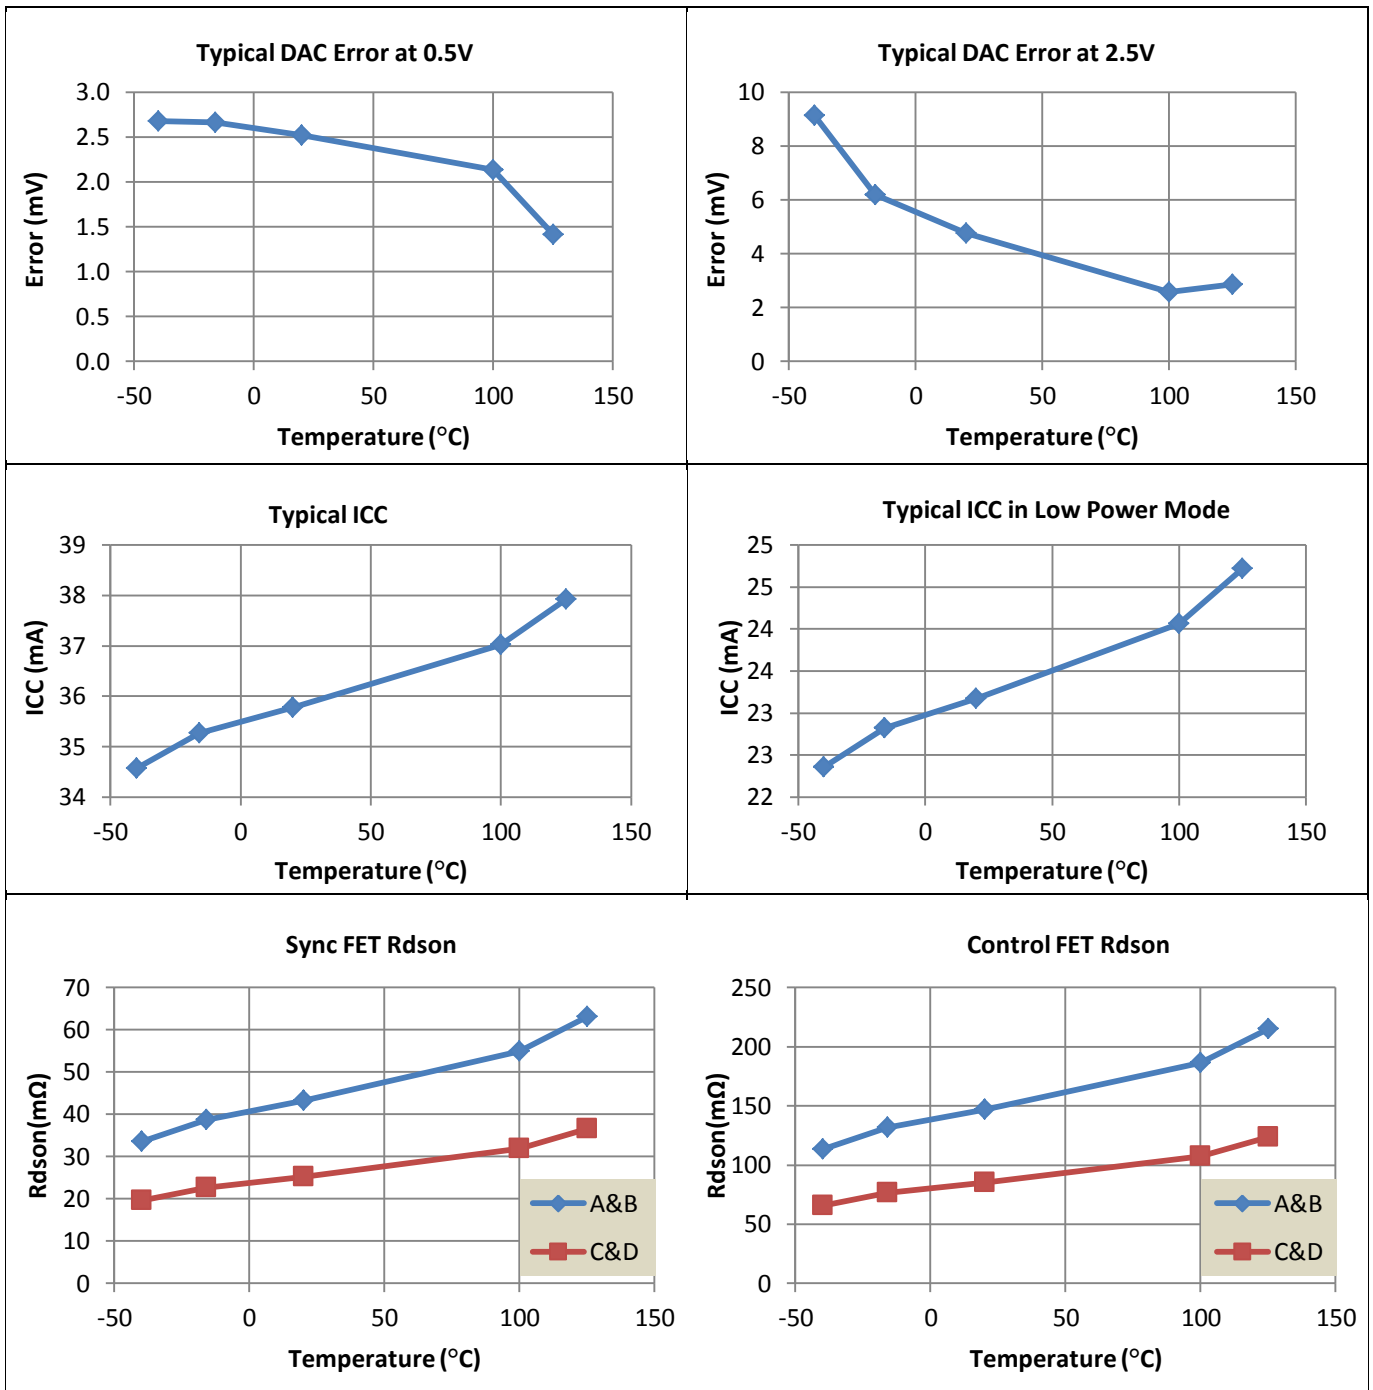 Typical DAC Error at 0.5V
3.0
2.5
2.0
1.5
1.0
0.5
0.0
Error (mV)
-50 0 50 100 150
Temperature (°C)
Typical DAC Error at 2.5V
10
8
6
4
2
0
Error (mV)
-50 0 50 100 150
Temperature (°C)
Typical ICC
39
38
37
36
35
34
ICC (mA)
-50 0 50 100 150
Temperature (°C)
Typical ICC in Low Power Mode
25
25
24
24
23
23
22
ICC (mA)
-50 0 50 100 150
Temperature (°C)
Sync FET Rdson
70
60
50
40
30
20
10
0
Rdson(mΩ)
A&B
C&D
-50 0 50 100 150
Temperature (°C)
Control FET Rdson
250
200
150
100
50
0
Rdson(mΩ)
A&B
C&D
-50 0 50 100 150
Temperature (°C)